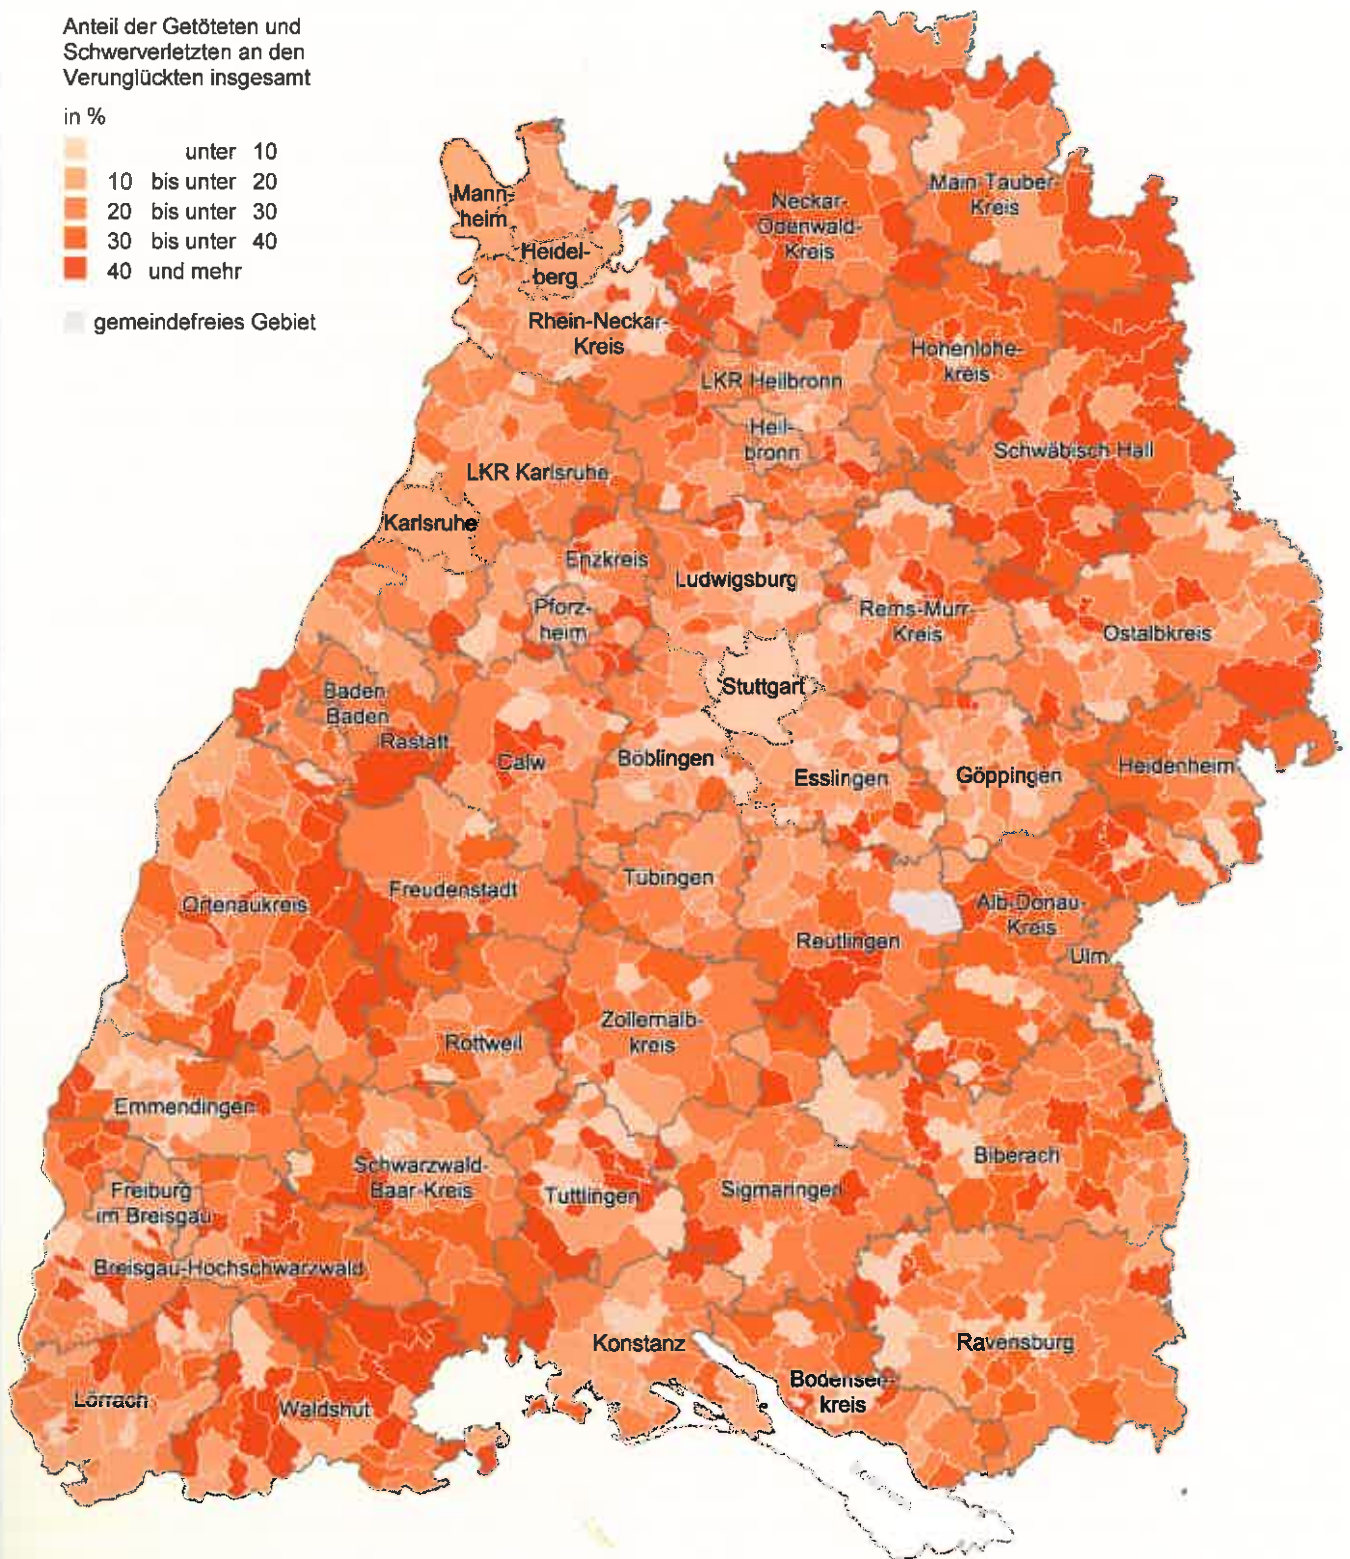 Anteil der Getöteten und
Schwerverletzten an den
Verunglückten insgesamt
in %
unter 10
10 bis unter 20
20 bis unter 30
30 bis unter 40
40 und mehr
gemeindefreies Gebiet
Mann-
heim
Heidel-
berg
Rhein-Neckar-
Kreis
Neckar-
Odenwald-
Kreis
Main-Tauber-
Kreis
LKR Heilbronn
Heil-
bronn
Hohenlohe-
kreis
Schwäbisch Hall
LKR Karlsruhe
Karlsruhe
Enzkreis
Pforz-
heim
Ludwigsburg
Rems-Murr-
Kreis
Ostalbkreis
Stuttgart
Baden-
Baden
Rastatt
Calw
Böblingen
Esslingen
Göppingen
Heidenheim
Ortenaukreis
Freudenstadt
Tübingen
Reutlingen
Alb-Donau-
Kreis
Ulm
Rottweil
Zollernalb-
kreis
Emmendingen
Schwarzwald-
Baar-Kreis
Tuttlingen
Sigmaringen
Biberach
Freiburg
im Breisgau
Breisgau-Hochschwarzwald
Konstanz
Ravensburg
Bodensee-
kreis
Lörrach
Waldshut